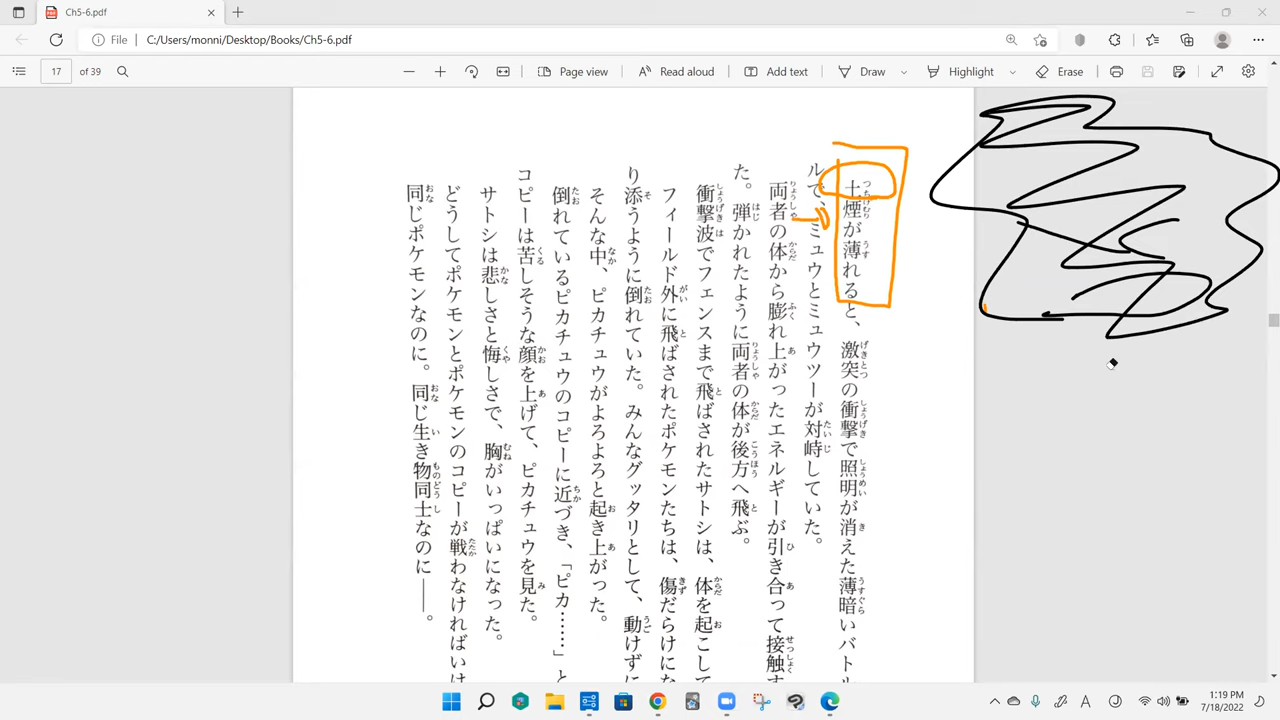 Ch5-6.pdf
File
C:/Users/monni/Desktop/Books/Ch5-6.pdf
17
of 39
Page view
Read aloud
Add text
Draw
Highlight
Erase
土煙が薄れると、激突の衝撃で照明が消えた薄暗いバト
ルで、ミュウとミュウツーが対峙していた。
両者の体から膨れ上がったエネルギーが引き合って接触す
た。弾かれたように両者の体が後方へ飛ぶ。
衝撃波でフェンスまで飛ばされたサトシは、体を起こして
フィールド外に飛ばされたポケモンたちは、傷だらけにな
り添うように倒れていた。みんなグッタリとして、動けずに
そんな中、ピカチュウがよろよろと起き上がった。
倒れているピカチュウのコピーに近づき、「ピカ……」と
コピーは苦しそうな顔を上げて、ピカチュウを見た。
サトシは悲しさと悔しさで、胸がいっぱいになった。
どうしてポケモンとポケモンのコピーが戦わなければいけ
同じポケモンなのに。同じ生き物同士なのに――。
1:19 PM
7/18/2022